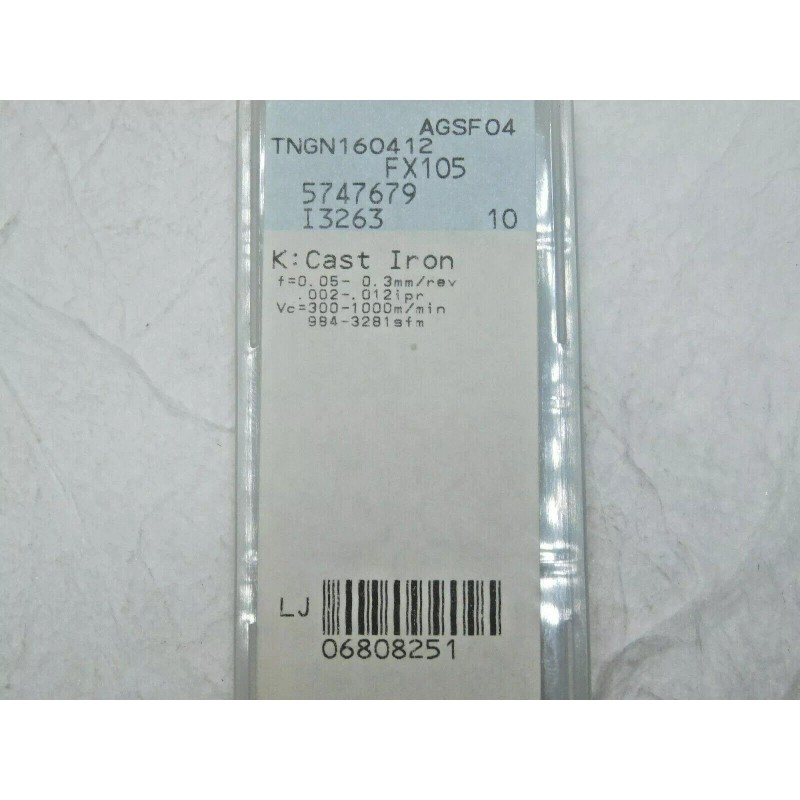 AGSF04
TNGN160412
FX105
5747679
I3263 10
K:Cast Iron
f=0.05- 0.3mm/rev
.002-.012ipr
Vc=300-1000m/min
984-3281sfm
LJ
06808251